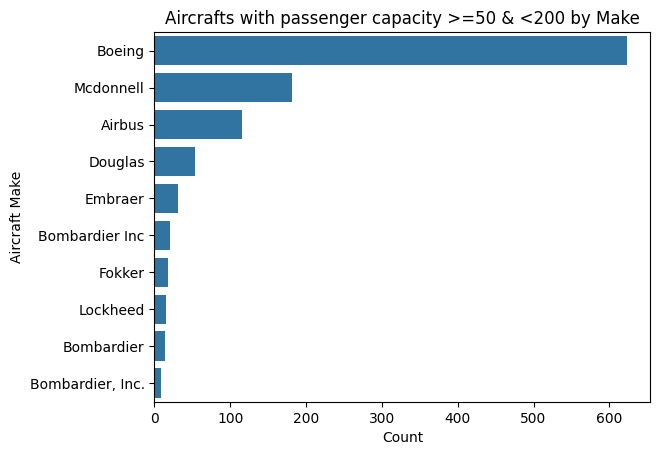 Aircrafts with passenger capacity >=50 & <200 by Make
Aircraft Make
Boeing
Mcdonnell
Airbus
Douglas
Embraer
Bombardier Inc
Fokker
Lockheed
Bombardier
Bombardier, Inc.
0 100 200 300 400 500 600
Count